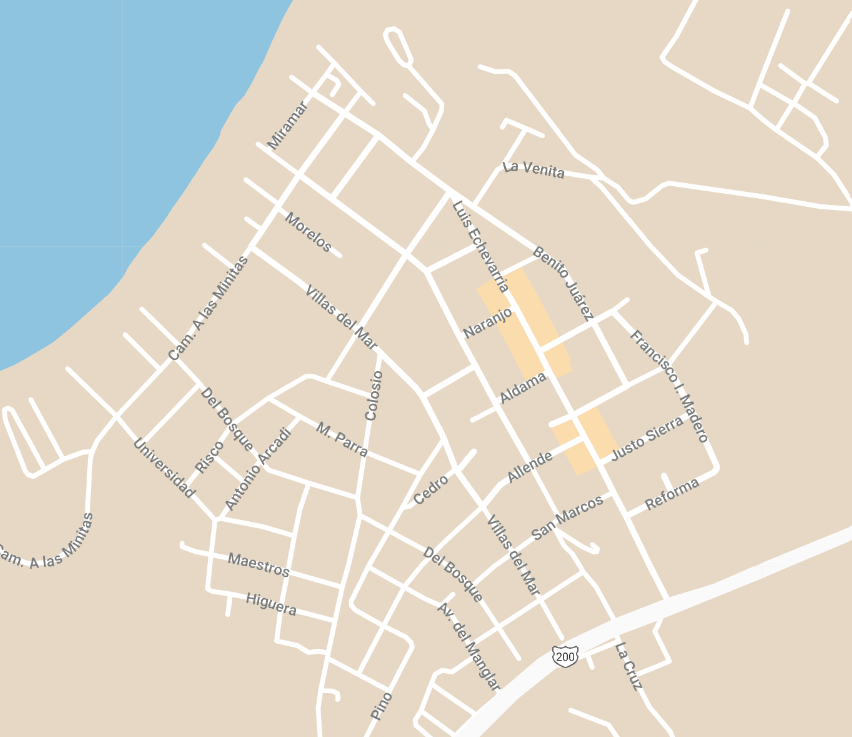 Miramar
La Venita
Luis Echevarria
Morelos
Benito Juárez
Cam. A las Minitas
Villas del Mar
Naranjo
Francisco I. Madero
Aldama
Colosio
Del Bosque
M. Parra
Justo Sierra
Risco
Antonio Arcadi
Universidad
Allende
Cedro
Reforma
San Marcos
Cam. A las Minitas
Villas del Mar
Maestros
Del Bosque
Higuera
Av. del Manglar
200
La Cruz
Pino